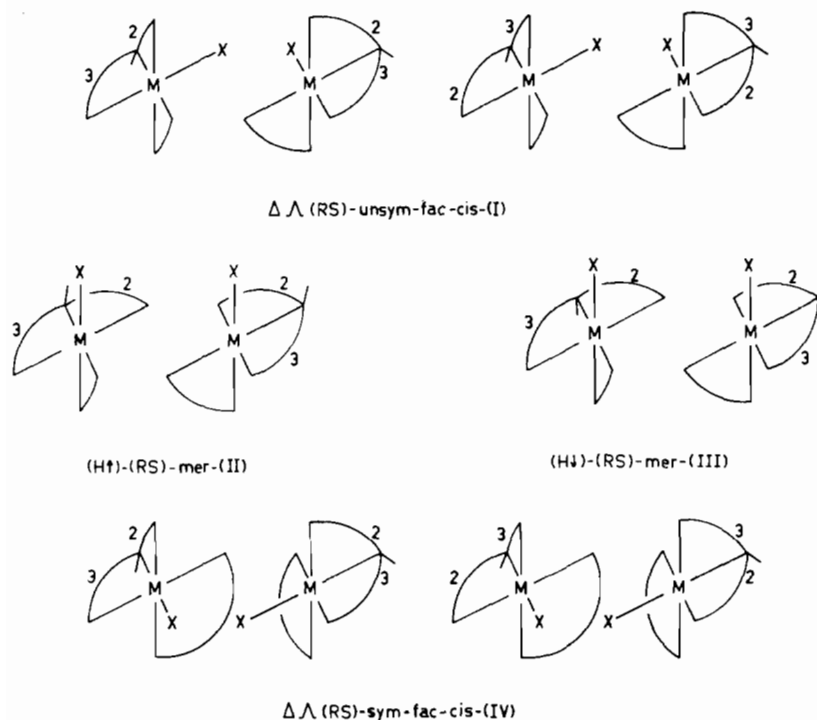 2 X
3 M
X 2
M 3
3 X
2 M
X 3
M 2
Δ Λ (RS)-unsym-fac-cis-(I)
X 2
3 M
X 2
M 3
(H↑)-(RS)-mer-(II)
X 2
3 M
X 2
M 3
(H↓)-(RS)-mer-(III)
2
3 M
X
2
M 3
X
3
2 M
X
3
M 2
X
Δ Λ (RS)-sym-fac-cis-(IV)